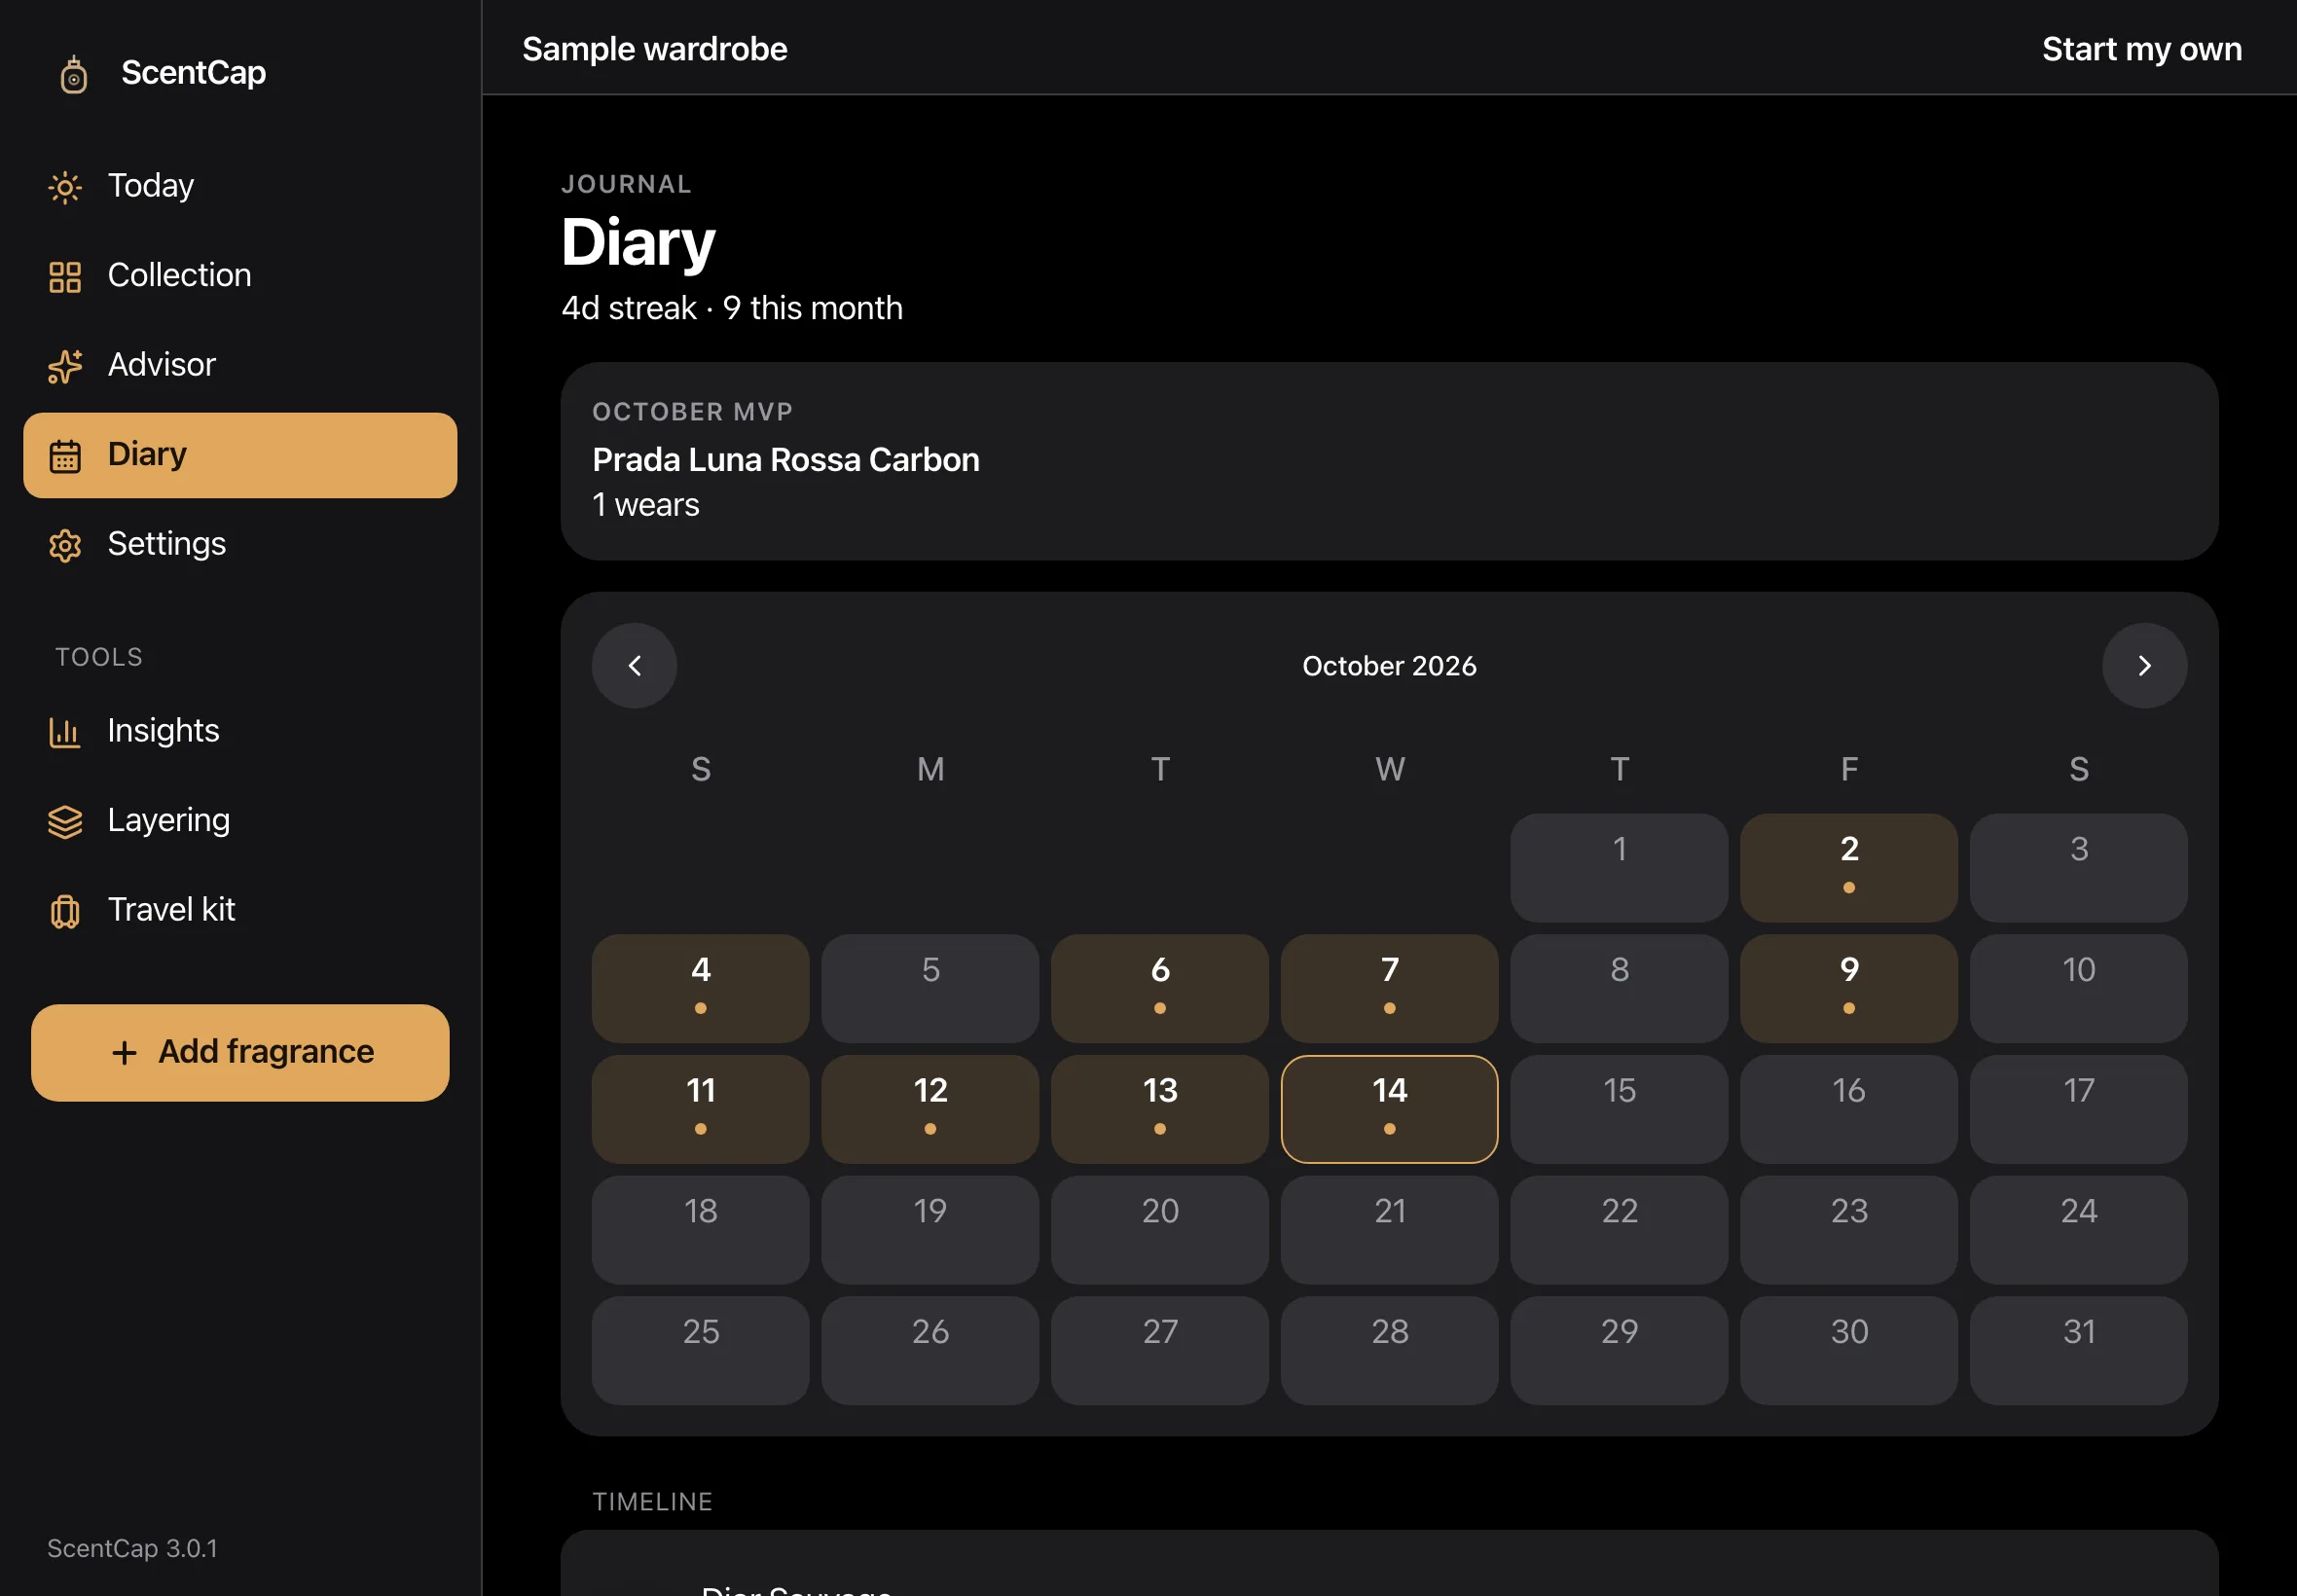 ScentCap
Today
Collection
Advisor
Diary
Settings
TOOLS
Insights
Layering
Travel kit
Add fragrance
ScentCap 3.0.1
Sample wardrobe
Start my own
JOURNAL
Diary
4d streak · 9 this month
OCTOBER MVP
Prada Luna Rossa Carbon
1 wears
October 2026
S M T W T F S
1 2 3
4 5 6 7 8 9 10
11 12 13 14 15 16 17
18 19 20 21 22 23 24
25 26 27 28 29 30 31
TIMELINE
Dior Sauvage